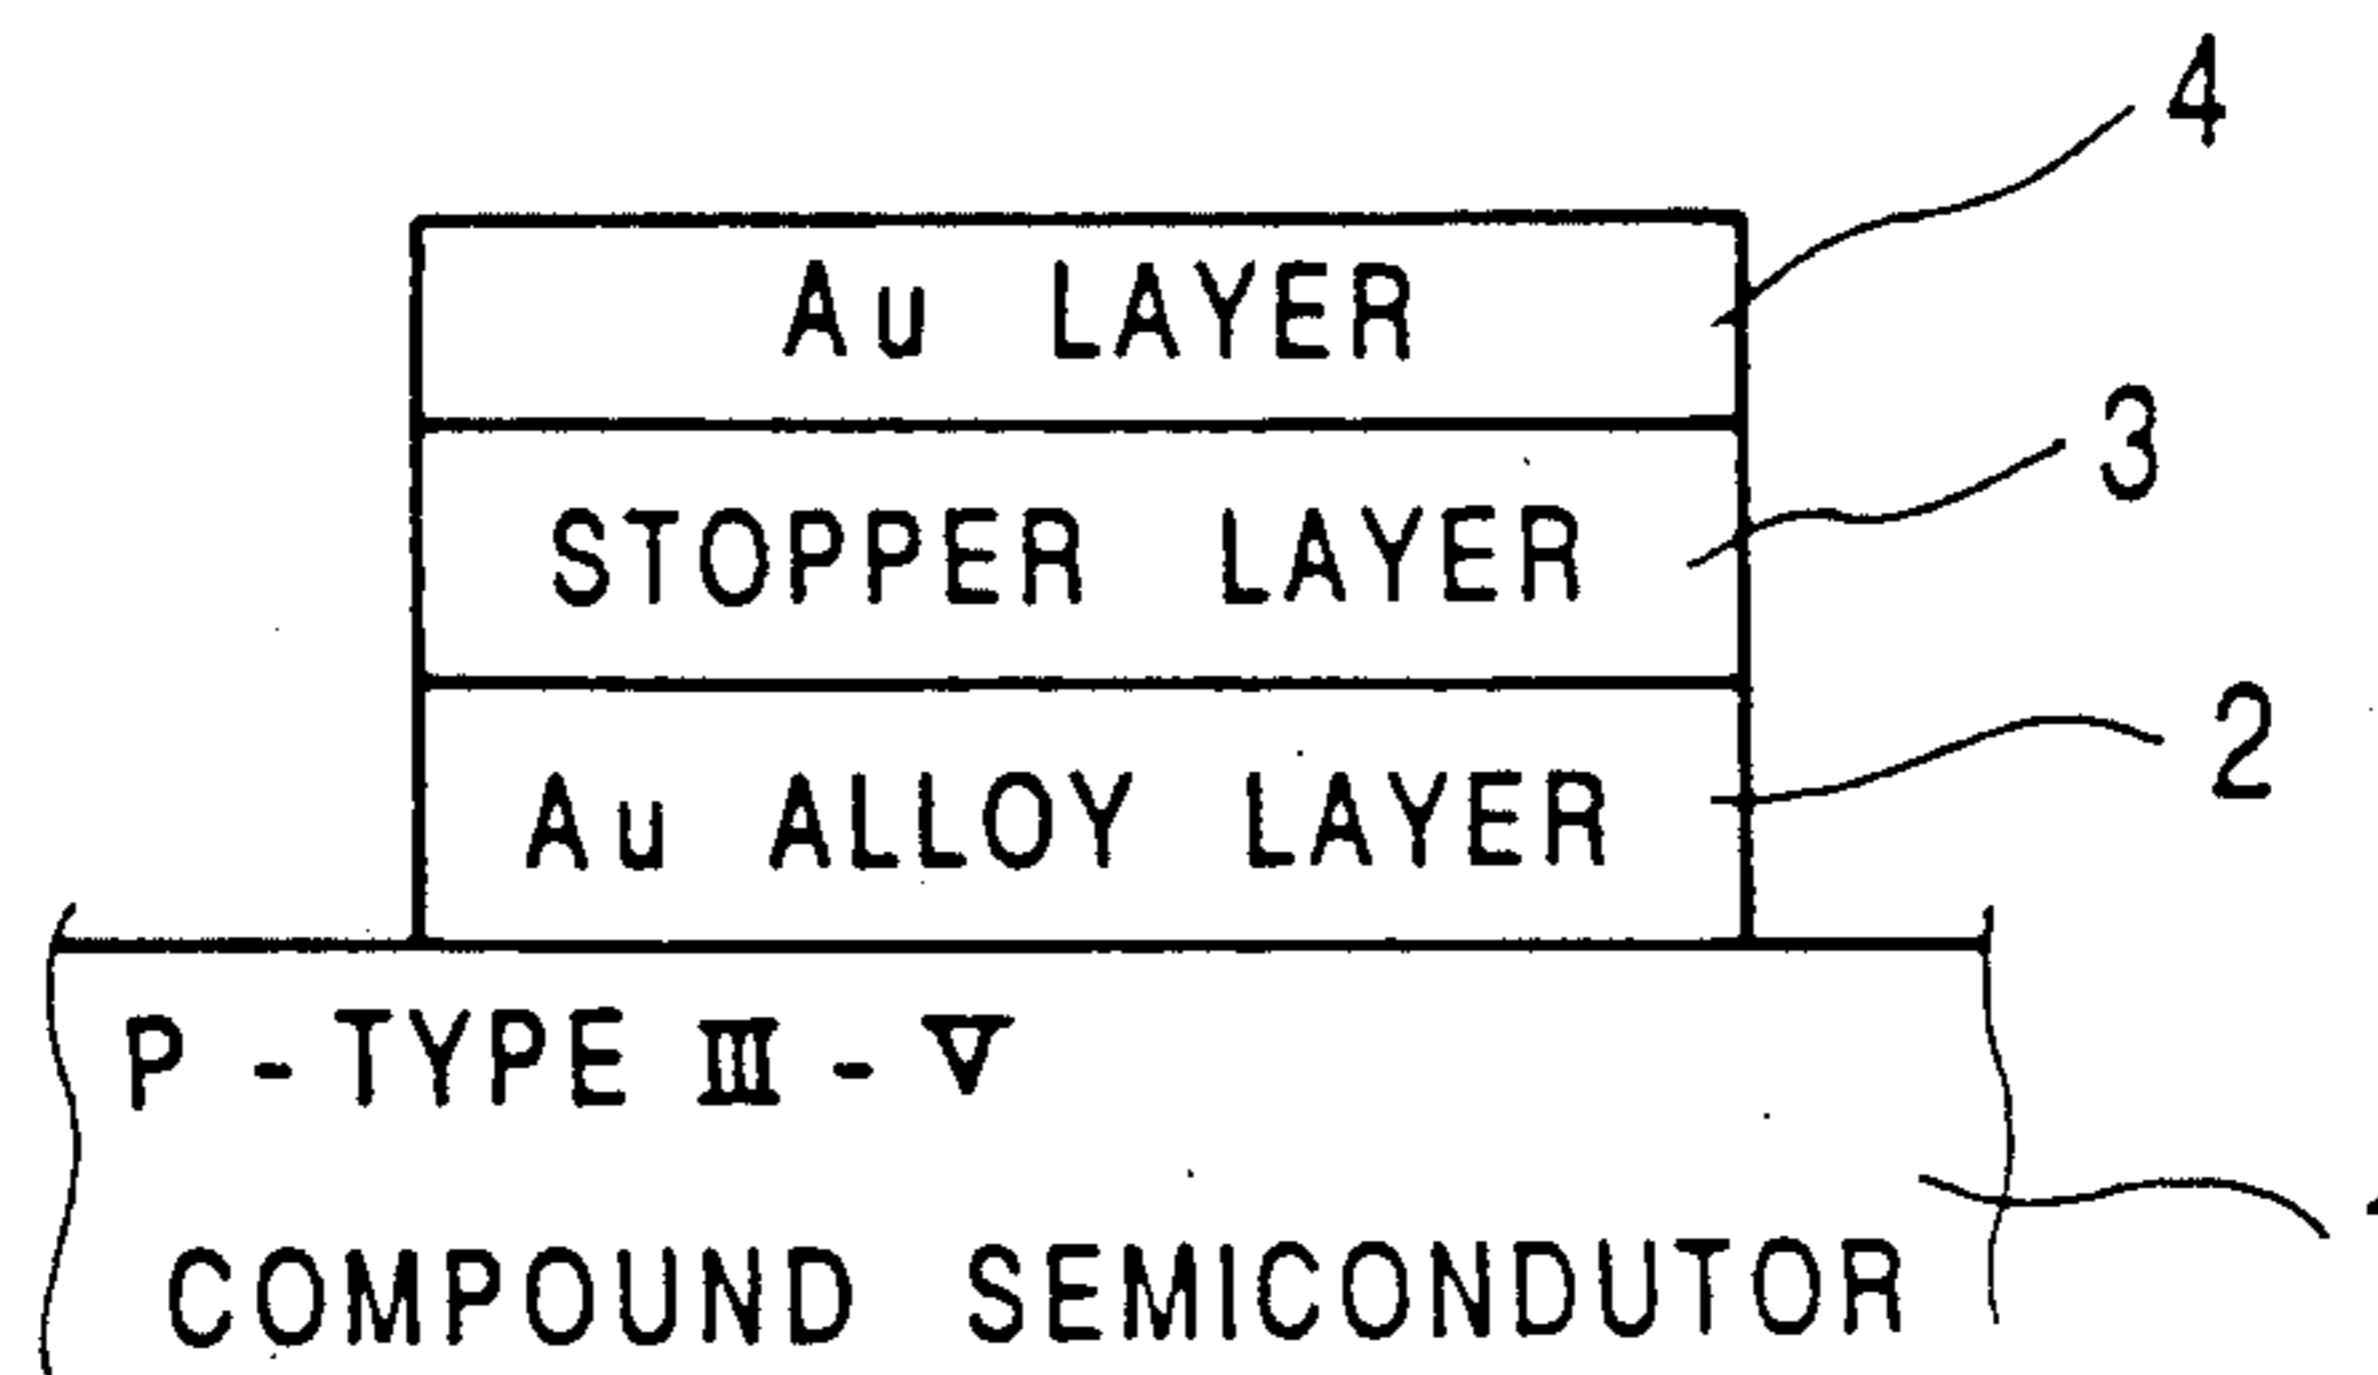 4
Au LAYER
3
STOPPER LAYER
2
Au ALLOY LAYER
P-TYPE III-V
COMPOUND SEMICONDUTOR